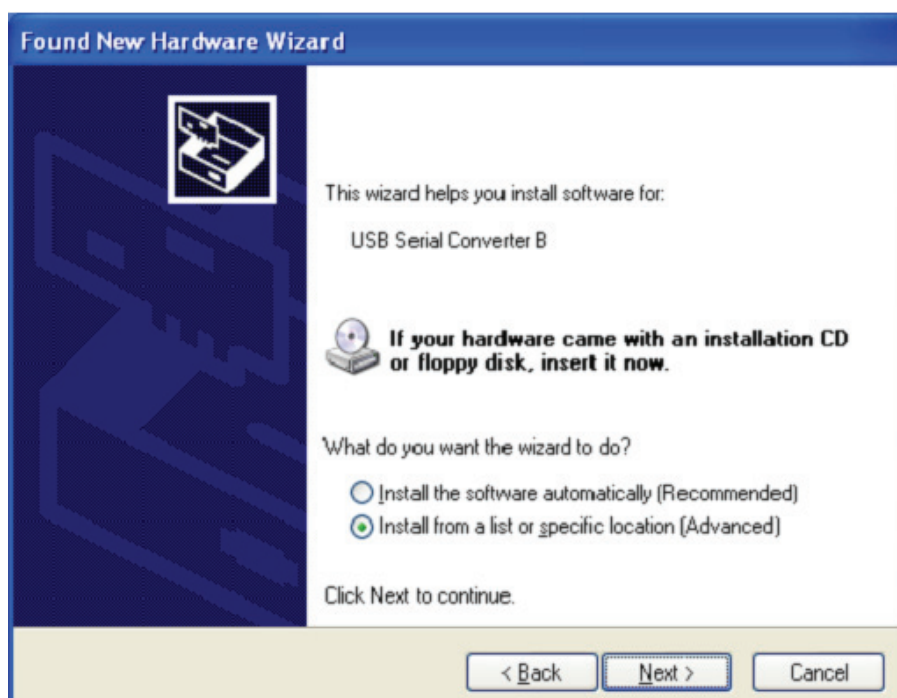 Found New Hardware Wizard
This wizard helps you install software for:
USB Serial Converter B
If your hardware came with an installation CD
or floppy disk, insert it now.
What do you want the wizard to do?
Install the software automatically (Recommended)
Install from a list or specific location (Advanced)
Click Next to continue.
< Back Next > Cancel